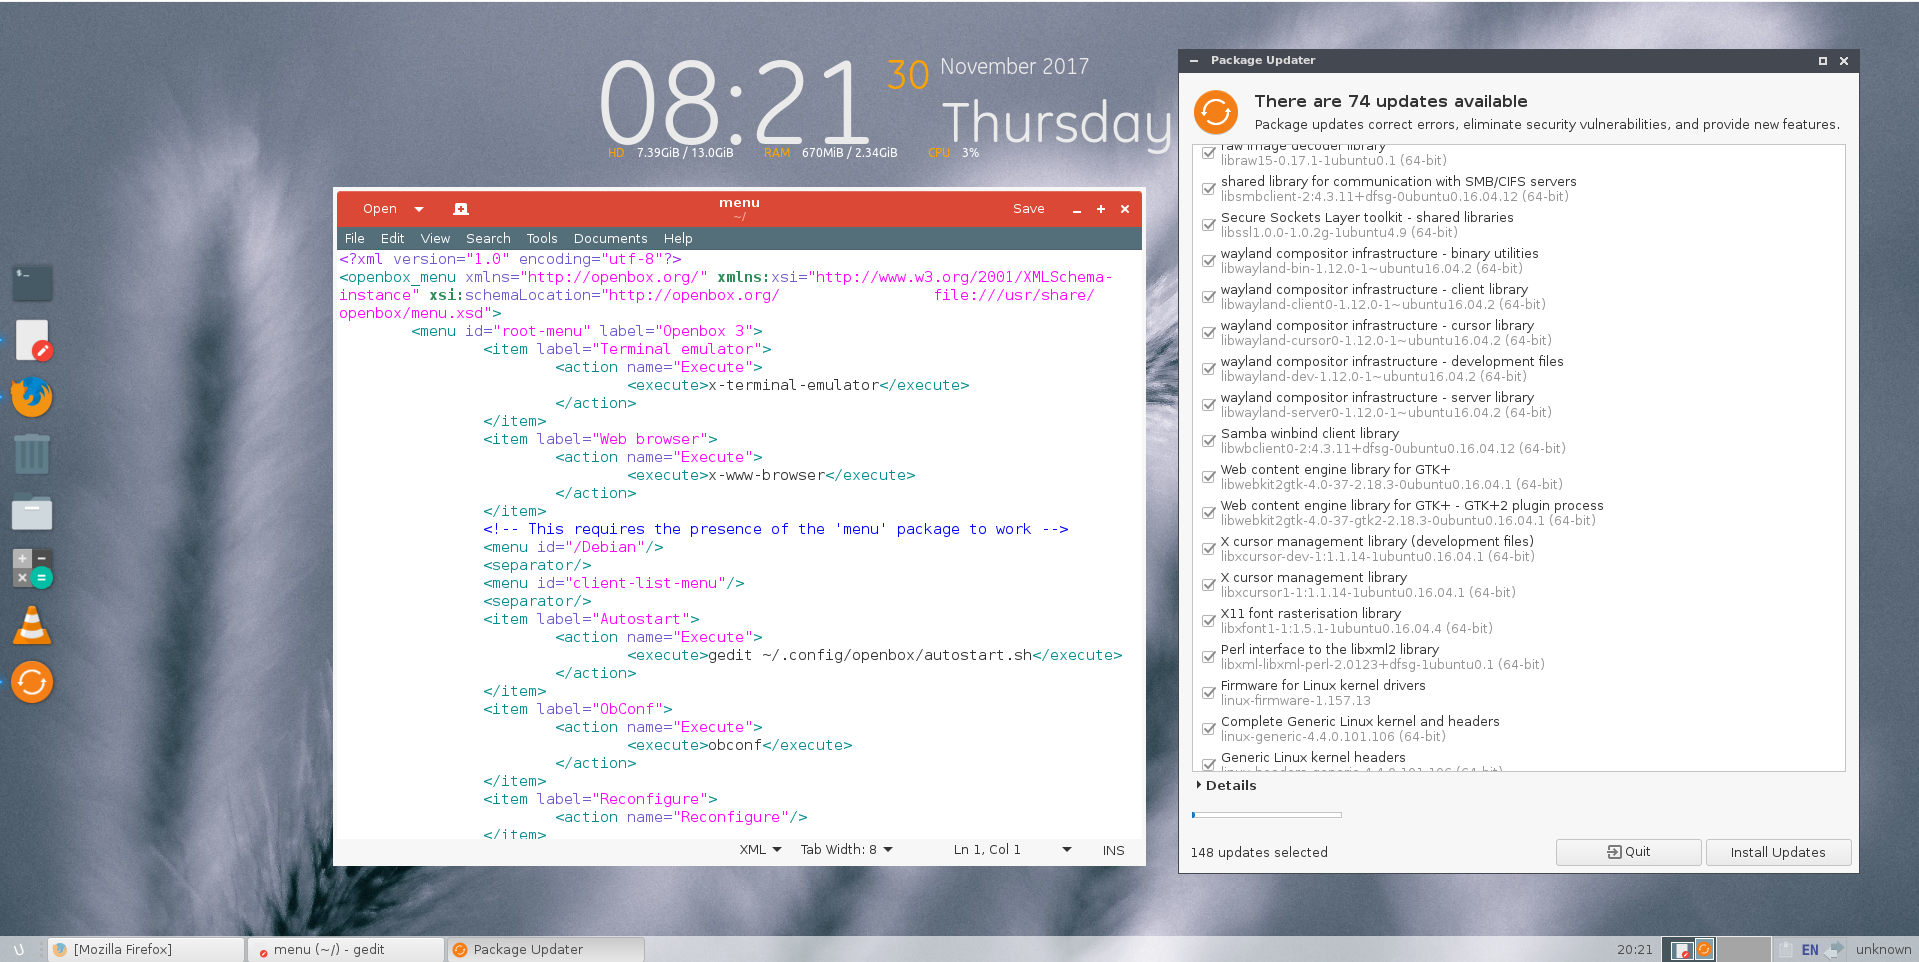 08:21
30
November 2017
Thursday
HD 7.39GiB / 13.0GiB RAM 670MiB / 2.34GiB CPU 3%
Open
menu
~/
Save
File Edit View Search Tools Documents Help
<?xml version="1.0" encoding="utf-8"?>
<openbox_menu xmlns="http://openbox.org/" xmlns:xsi="http://www.w3.org/2001/XMLSchema-
instance" xsi:schemaLocation="http://openbox.org/ file:///usr/share/
openbox/menu.xsd">
<menu id="root-menu" label="Openbox 3">
<item label="Terminal emulator">
<action name="Execute">
<execute>x-terminal-emulator</execute>
</action>
</item>
<item label="Web browser">
<action name="Execute">
<execute>x-www-browser</execute>
</action>
</item>
<!-- This requires the presence of the 'menu' package to work -->
<menu id="/Debian"/>
<separator/>
<menu id="client-list-menu"/>
<separator/>
<item label="Autostart">
<action name="Execute">
<execute>gedit ~/.config/openbox/autostart.sh</execute>
</action>
</item>
<item label="ObConf">
<action name="Execute">
<execute>obconf</execute>
</action>
</item>
<item label="Reconfigure">
<action name="Reconfigure"/>
</item>
XML Tab Width: 8 Ln 1, Col 1 INS
Package Updater
There are 74 updates available
Package updates correct errors, eliminate security vulnerabilities, and provide new features.
raw image decoder library
libraw15-0.17.1-1ubuntu0.1 (64-bit)
shared library for communication with SMB/CIFS servers
libsmbclient-2:4.3.11+dfsg-0ubuntu0.16.04.12 (64-bit)
Secure Sockets Layer toolkit - shared libraries
libssl1.0.0-1.0.2g-1ubuntu4.9 (64-bit)
wayland compositor infrastructure - binary utilities
libwayland-bin-1.12.0-1~ubuntu16.04.2 (64-bit)
wayland compositor infrastructure - client library
libwayland-client0-1.12.0-1~ubuntu16.04.2 (64-bit)
wayland compositor infrastructure - cursor library
libwayland-cursor0-1.12.0-1~ubuntu16.04.2 (64-bit)
wayland compositor infrastructure - development files
libwayland-dev-1.12.0-1~ubuntu16.04.2 (64-bit)
wayland compositor infrastructure - server library
libwayland-server0-1.12.0-1~ubuntu16.04.2 (64-bit)
Samba winbind client library
libwbclient0-2:4.3.11+dfsg-0ubuntu0.16.04.12 (64-bit)
Web content engine library for GTK+
libwebkit2gtk-4.0-37-2.18.3-0ubuntu0.16.04.1 (64-bit)
Web content engine library for GTK+ - GTK+2 plugin process
libwebkit2gtk-4.0-37-gtk2-2.18.3-0ubuntu0.16.04.1 (64-bit)
X cursor management library (development files)
libxcursor-dev-1:1.1.14-1ubuntu0.16.04.1 (64-bit)
X cursor management library
libxcursor1-1:1.1.14-1ubuntu0.16.04.1 (64-bit)
X11 font rasterisation library
libxfont1-1:1.5.1-1ubuntu0.16.04.4 (64-bit)
Perl interface to the libxml2 library
libxml-libxml-perl-2.0123+dfsg-1ubuntu0.1 (64-bit)
Firmware for Linux kernel drivers
linux-firmware-1.157.13
Complete Generic Linux kernel and headers
linux-generic-4.4.0.101.106 (64-bit)
Generic Linux kernel headers
linux-headers-generic-4.4.0.101.106 (64-bit)
Details
148 updates selected
Quit
Install Updates
[Mozilla Firefox]
menu (~/) - gedit
Package Updater
20:21
EN
unknown